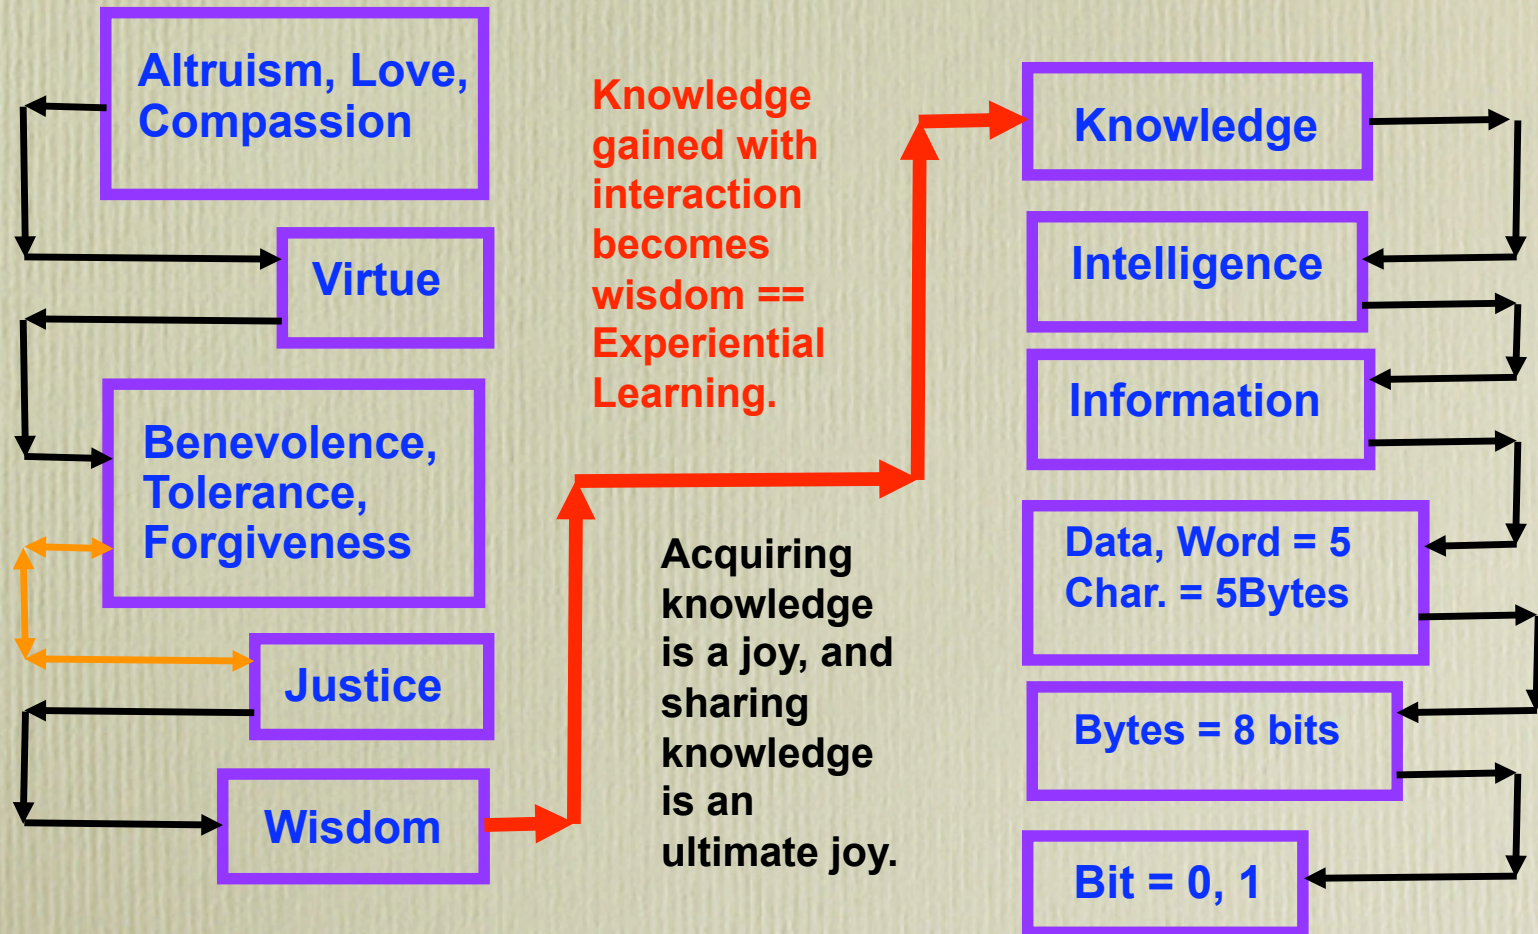 Altruism, Love,
Compassion
Virtue
Benevolence,
Tolerance,
Forgiveness
Justice
Wisdom
Knowledge
gained with
interaction
becomes
wisdom ==
Experiential
Learning.
Acquiring
knowledge
is a joy, and
sharing
knowledge
is an
ultimate joy.
Knowledge
Intelligence
Information
Data, Word = 5
Char. = 5Bytes
Bytes = 8 bits
Bit = 0, 1